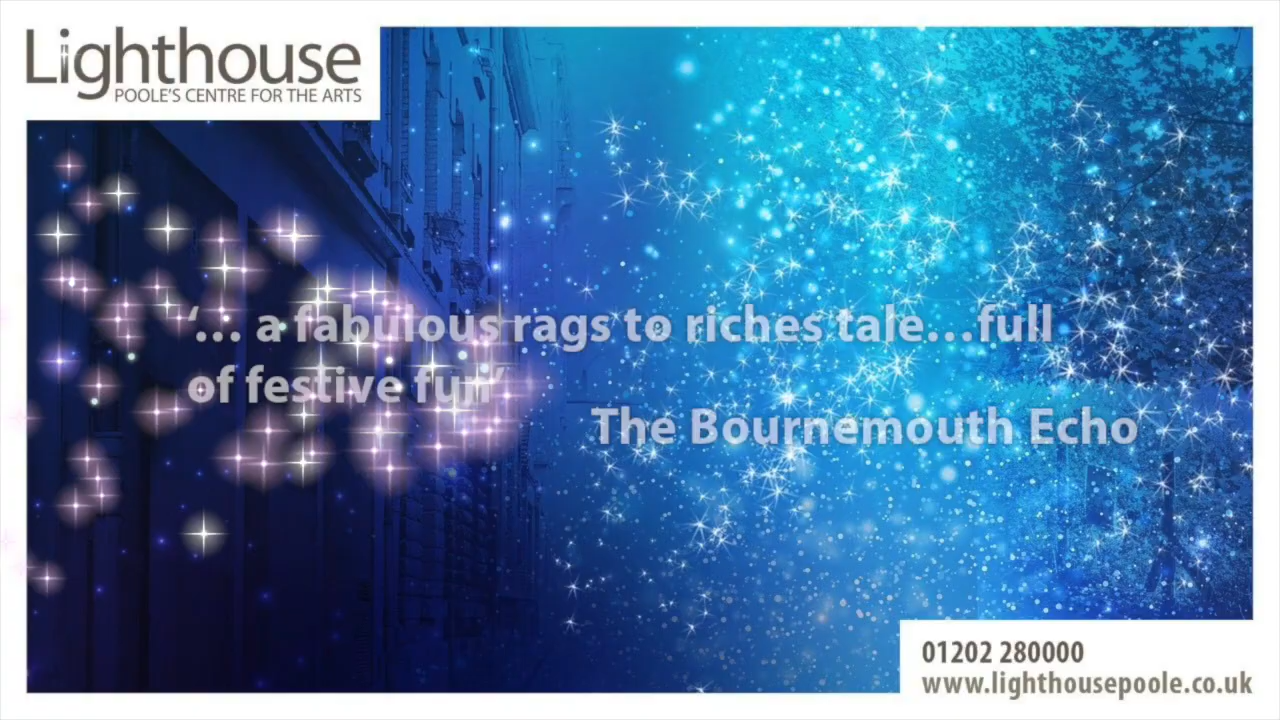 Lighthouse
POOLE'S CENTRE FOR THE ARTS
‘... a fabulous rags to riches tale...full
of festive fun’
The Bournemouth Echo
01202 280000
www.lighthousepoole.co.uk